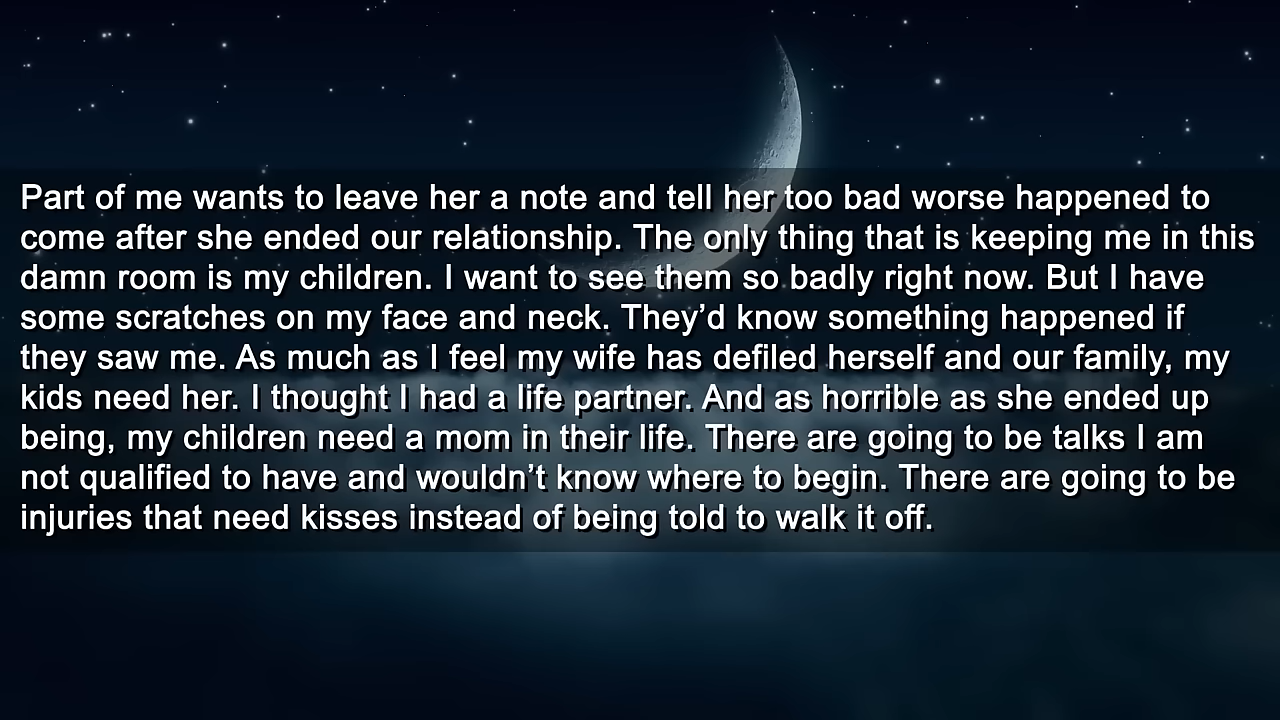 Part of me wants to leave her a note and tell her too bad worse happened to
come after she ended our relationship. The only thing that is keeping me in this
damn room is my children. I want to see them so badly right now. But I have
some scratches on my face and neck. They’d know something happened if
they saw me. As much as I feel my wife has defiled herself and our family, my
kids need her. I thought I had a life partner. And as horrible as she ended up
being, my children need a mom in their life. There are going to be talks I am
not qualified to have and wouldn’t know where to begin. There are going to be
injuries that need kisses instead of being told to walk it off.